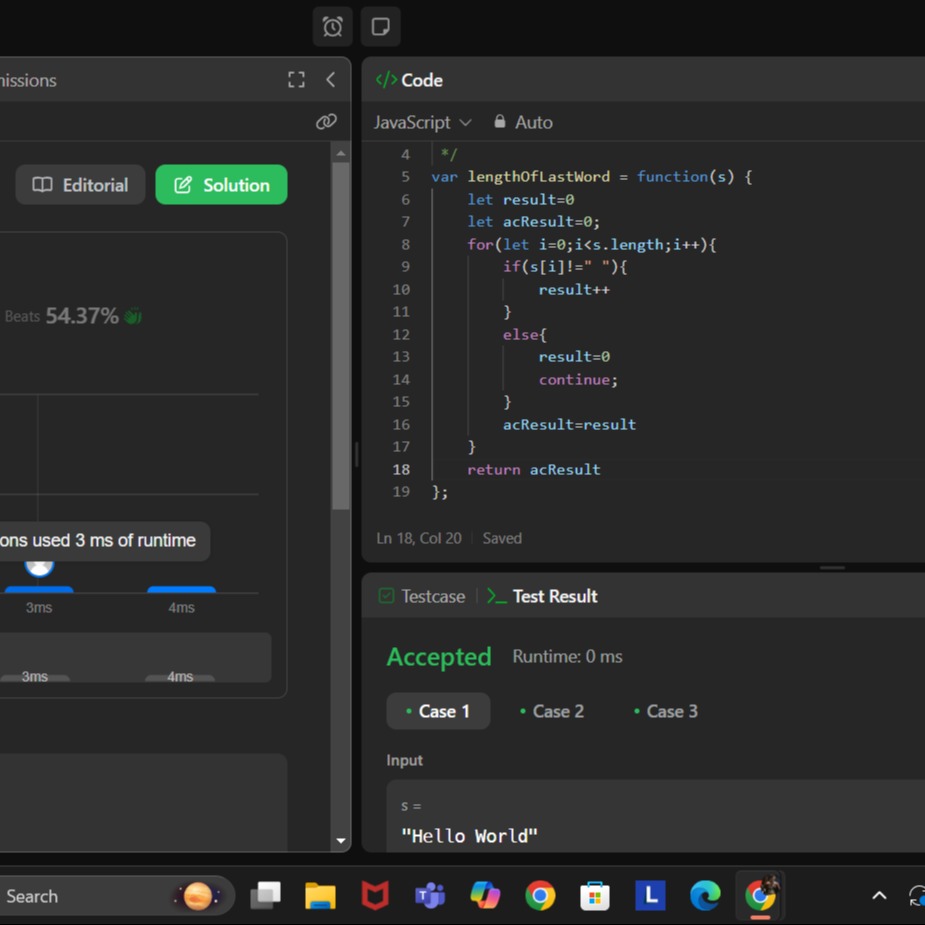 missions
Editorial
Solution
Beats 54.37%
ons used 3 ms of runtime
3ms 4ms
3ms 4ms
</> Code
JavaScript Auto
4 */
5 var lengthOfLastWord = function(s) {
6 let result=0
7 let acResult=0;
8 for(let i=0;i<s.length;i++){
9 if(s[i]!=" "){
10 result++
11 }
12 else{
13 result=0
14 continue;
15 }
16 acResult=result
17 }
18 return acResult
19 };
Ln 18, Col 20 Saved
Testcase >_ Test Result
Accepted Runtime: 0 ms
• Case 1 • Case 2 • Case 3
Input
s =
"Hello World"
Search
T
L